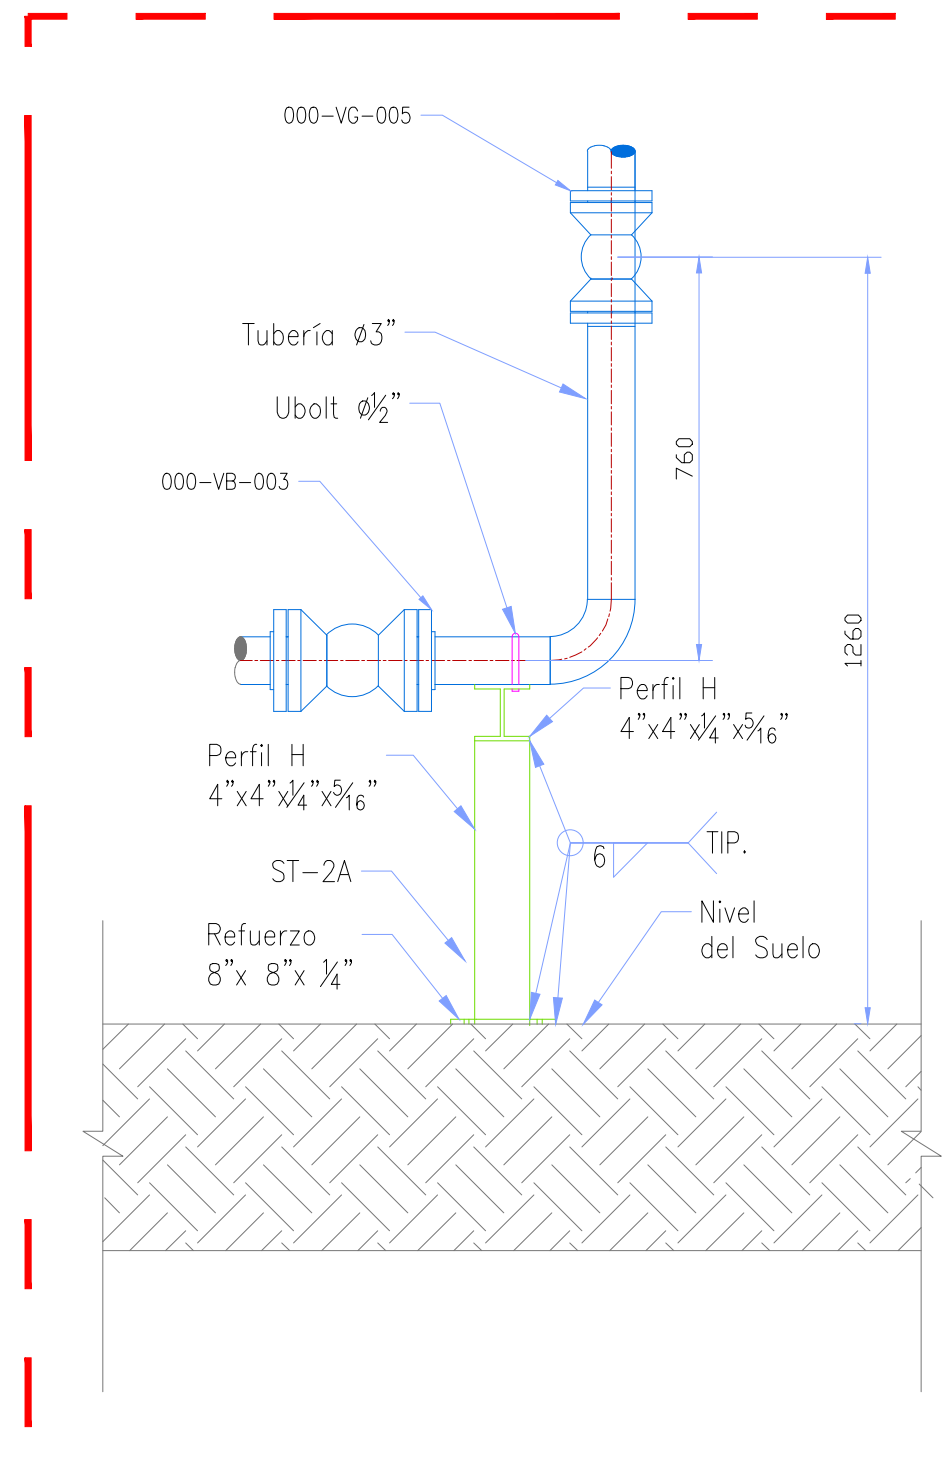 000-VG-005
Tubería Ø3"
Ubolt Ø1/2"
760
000-VB-003
1260
Perfil H
4"x4"x1/4"x5/16"
Perfil H
4"x4"x1/4"x5/16"
6
TIP.
ST-2A
Nivel
del Suelo
Refuerzo
8"x 8"x 1/4"